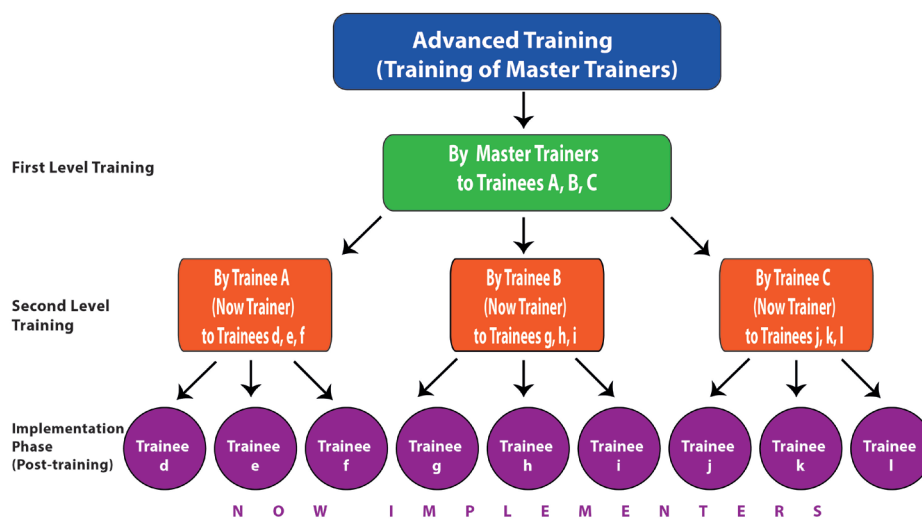 Advanced Training
(Training of Master Trainers)
First Level Training
By Master Trainers
to Trainees A, B, C
Second Level
Training
By Trainee A
(Now Trainer)
to Trainees d, e, f
By Trainee B
(Now Trainer)
to Trainees g, h, i
By Trainee C
(Now Trainer)
to Trainees j, k, l
Implementation
Phase
(Post-training)
Trainee
d
Trainee
e
Trainee
f
Trainee
g
Trainee
h
Trainee
i
Trainee
j
Trainee
k
Trainee
l
N O W I M P L E M E N T E R S